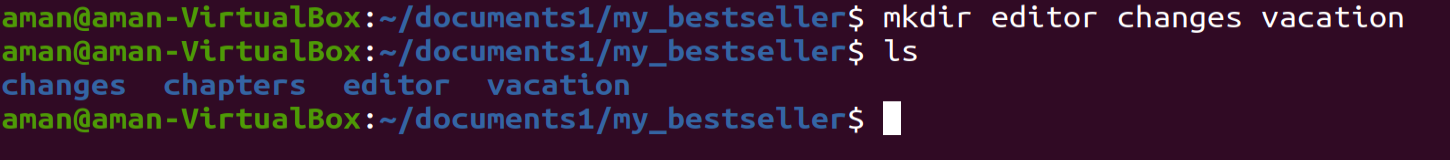 aman@aman-VirtualBox:~/documents1/my_bestseller$ mkdir editor changes vacation
aman@aman-VirtualBox:~/documents1/my_bestseller$ ls
changes  chapters  editor  vacation
aman@aman-VirtualBox:~/documents1/my_bestseller$